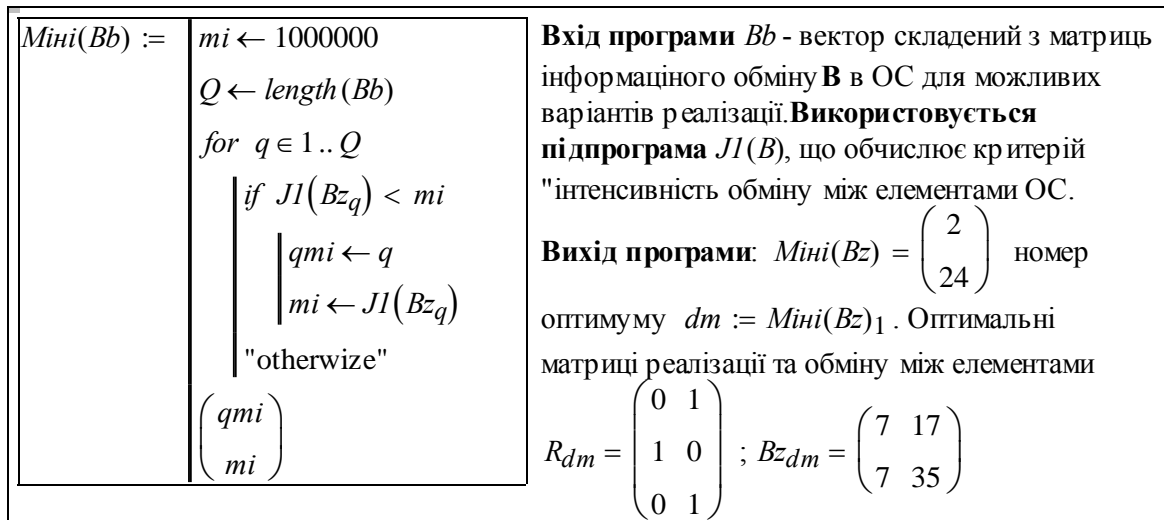 Міні(Bb) :=
mi ← 1000000
Q ← length(Bb)
for q ∈ 1 .. Q
if J1(Bz_q) < mi
qmi ← q
mi ← J1(Bz_q)
"otherwize"
(qmi
mi)
Вхід програми Bb - вектор складений з матриць
інформаціного обміну В в ОС для можливих
варіантів реалізації.Використовується
підпрограма J1(B), що обчислює критерій
"інтенсивність обміну між елементами ОС.
Вихід програми: Міні(Bz) = (2 24) номер
оптимуму dm := Міні(Bz)_1 . Оптимальні
матриці реалізації та обміну між елементами
R_dm = (0 1
1 0
0 1) ; Bz_dm = (7 17
7 35)